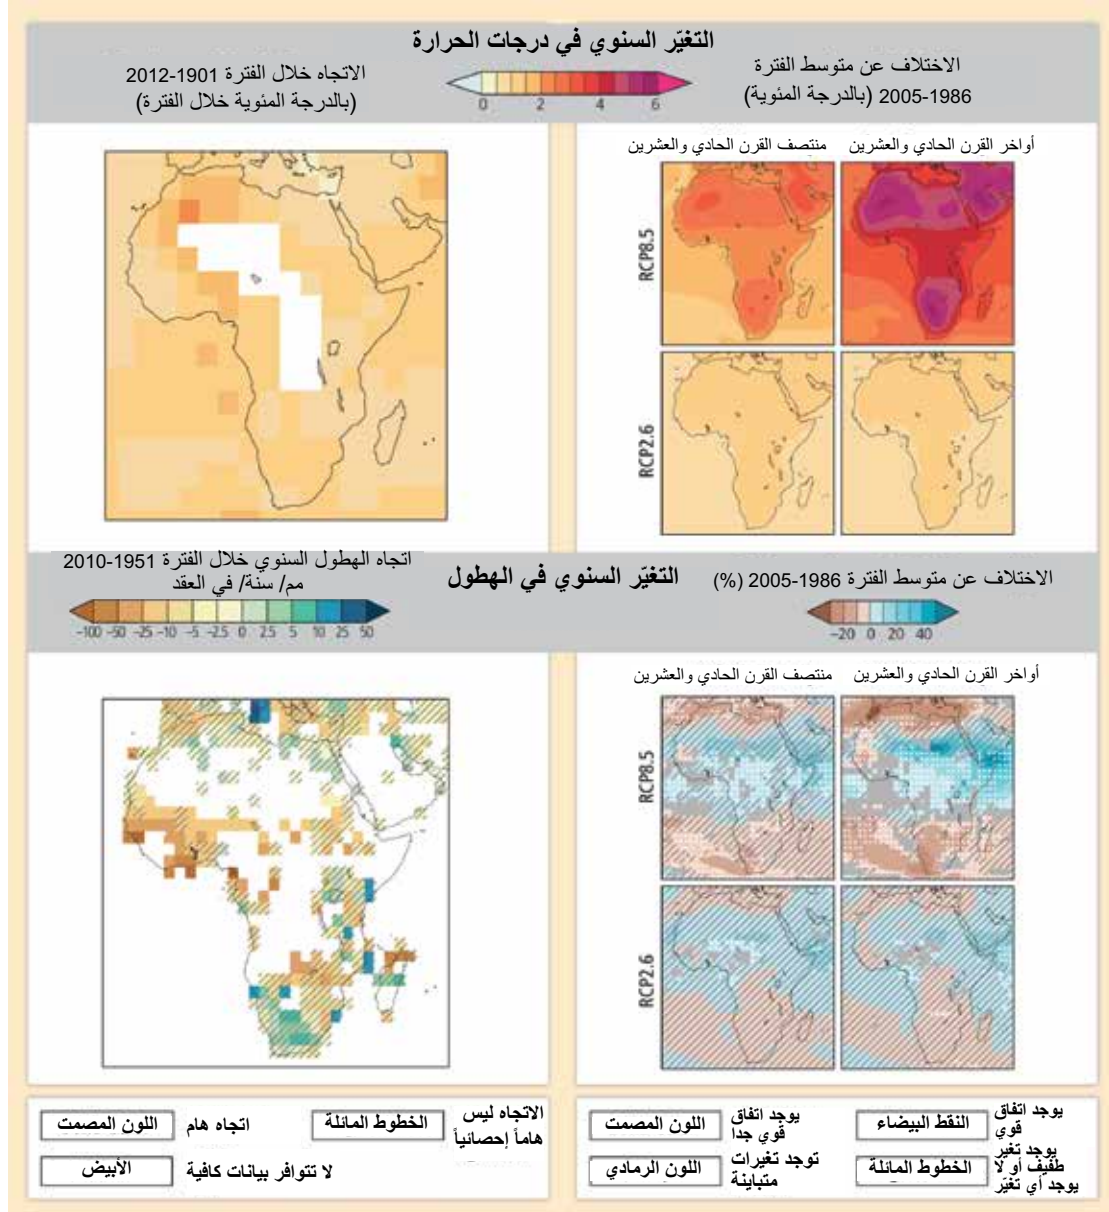 التغيّر السنوي في درجات الحرارة
الاختلاف عن متوسط الفترة
1986-2005 (بالدرجة المئوية)
0 2 4 6
الاتجاه خلال الفترة 1901-2012
(بالدرجة المئوية خلال الفترة)
أواخر القرن الحادي والعشرين
منتصف القرن الحادي والعشرين
RCP8.5
RCP2.6
التغيّر السنوي في الهطول
الاختلاف عن متوسط الفترة 1986-2005 (%)
-20 0 20 40
اتجاه الهطول السنوي خلال الفترة 1951-2010
مم/ سنة/ في العقد
-100 -50 -25 -10 -5 -2.5 0 2.5 5 10 25 50
أواخر القرن الحادي والعشرين
منتصف القرن الحادي والعشرين
RCP8.5
RCP2.6
يوجد اتفاق
قوي
النقط البيضاء
يوجد اتفاق
قوي جدا
اللون المصمت
يوجد تغير
طفيف أو لا
يوجد أي تغيّر
الخطوط المائلة
توجد تغيرات
متباينة
اللون الرمادي
الاتجاه ليس
هاماً إحصائياً
الخطوط المائلة
اتجاه هام
اللون المصمت
لا تتوافر بيانات كافية
الأبيض